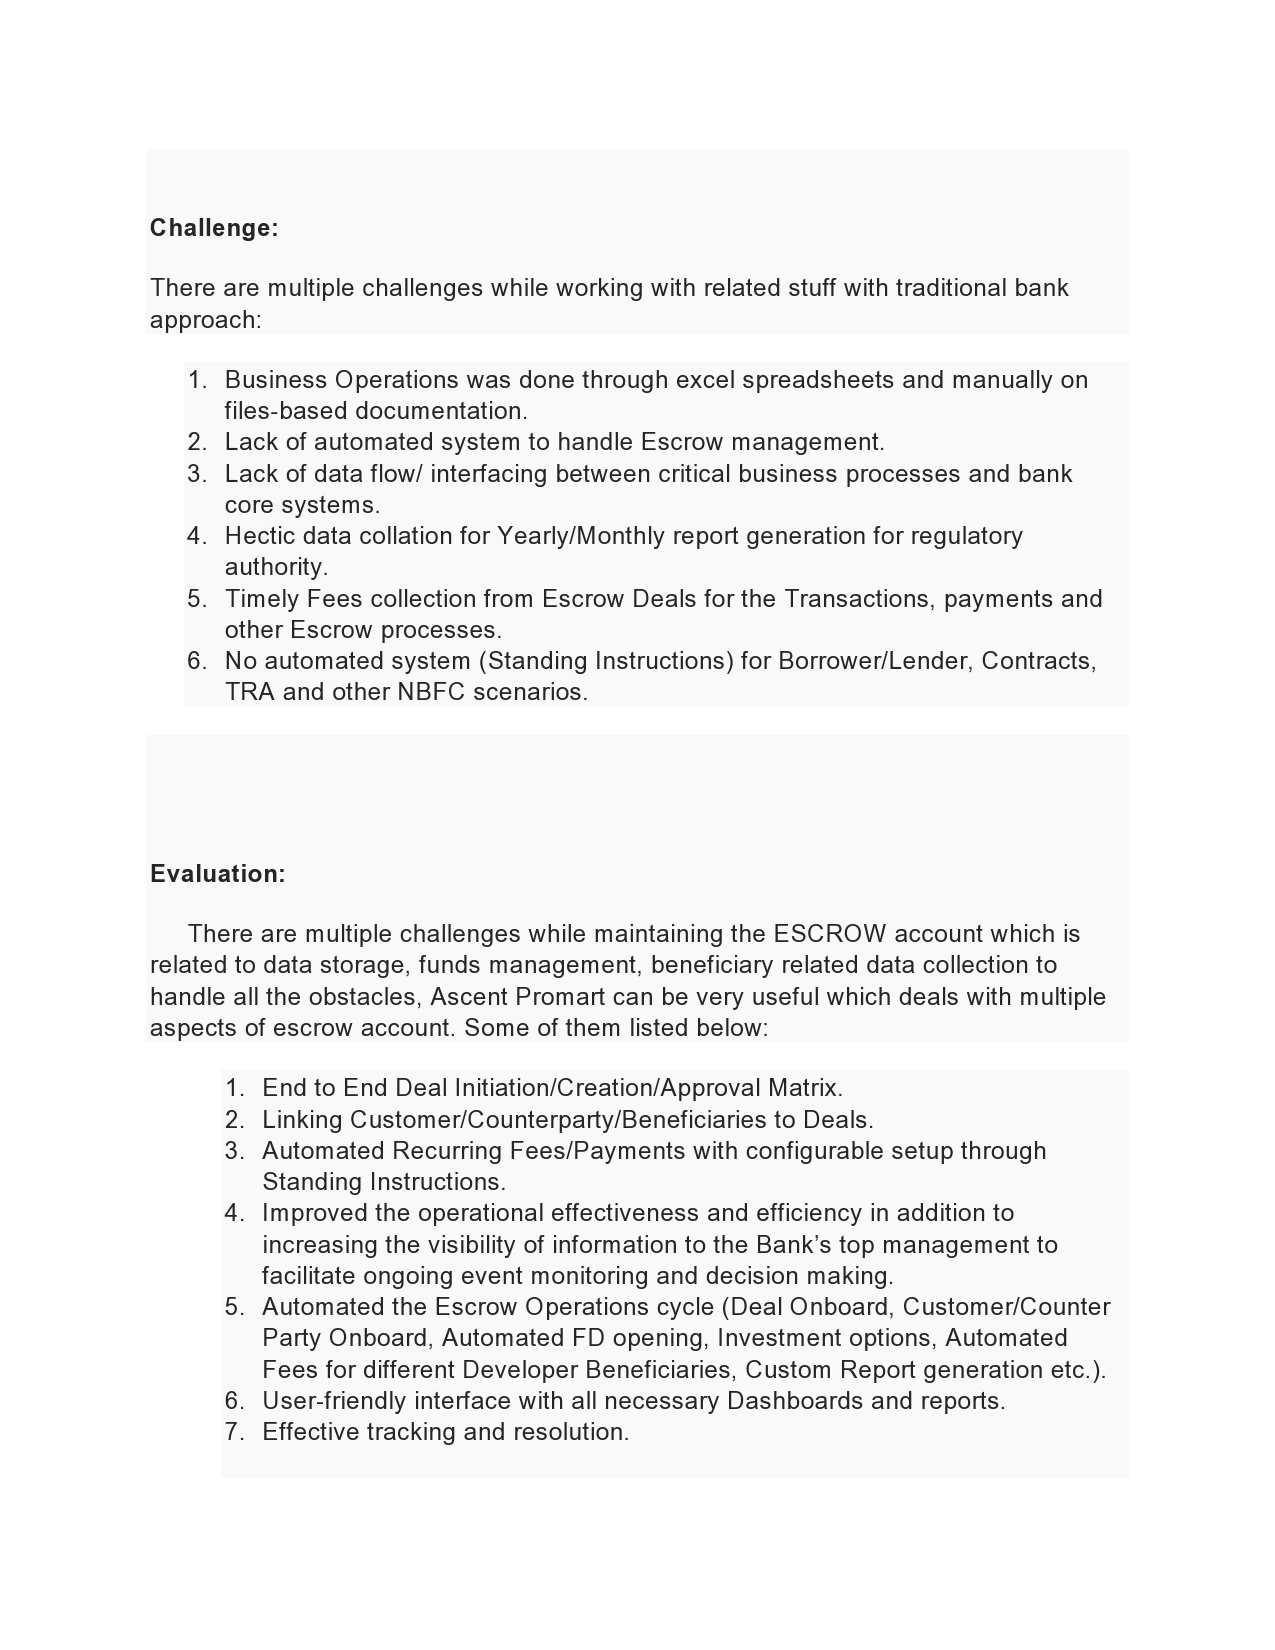 Challenge:
There are multiple challenges while working with related stuff with traditional bank
approach:
1. Business Operations was done through excel spreadsheets and manually on
files-based documentation.
2. Lack of automated system to handle Escrow management.
3. Lack of data flow/ interfacing between critical business processes and bank
core systems.
4. Hectic data collation for Yearly/Monthly report generation for regulatory
authority.
5. Timely Fees collection from Escrow Deals for the Transactions, payments and
other Escrow processes.
6. No automated system (Standing Instructions) for Borrower/Lender, Contracts,
TRA and other NBFC scenarios.
Evaluation:
There are multiple challenges while maintaining the ESCROW account which is
related to data storage, funds management, beneficiary related data collection to
handle all the obstacles, Ascent Promart can be very useful which deals with multiple
aspects of escrow account. Some of them listed below:
1. End to End Deal Initiation/Creation/Approval Matrix.
2. Linking Customer/Counterparty/Beneficiaries to Deals.
3. Automated Recurring Fees/Payments with configurable setup through
Standing Instructions.
4. Improved the operational effectiveness and efficiency in addition to
increasing the visibility of information to the Bank’s top management to
facilitate ongoing event monitoring and decision making.
5. Automated the Escrow Operations cycle (Deal Onboard, Customer/Counter
Party Onboard, Automated FD opening, Investment options, Automated
Fees for different Developer Beneficiaries, Custom Report generation etc.).
6. User-friendly interface with all necessary Dashboards and reports.
7. Effective tracking and resolution.